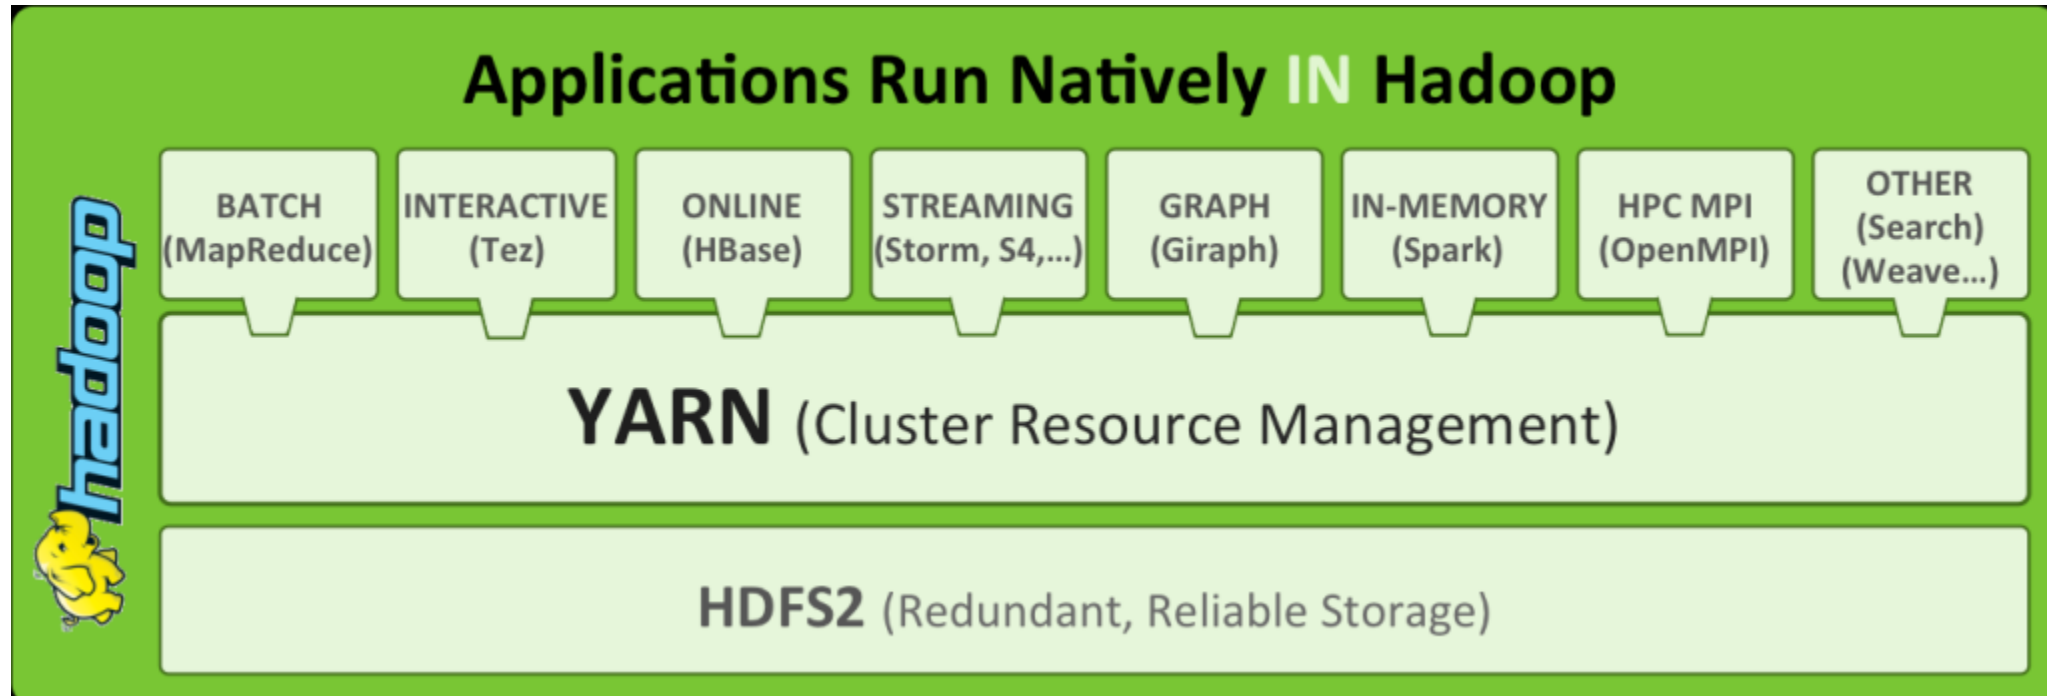 Applications Run Natively IN Hadoop
BATCH
(MapReduce)
INTERACTIVE
(Tez)
ONLINE
(HBase)
STREAMING
(Storm, S4,...)
GRAPH
(Giraph)
IN-MEMORY
(Spark)
HPC MPI
(OpenMPI)
OTHER
(Search)
(Weave...)
hadoop
YARN (Cluster Resource Management)
HDFS2 (Redundant, Reliable Storage)